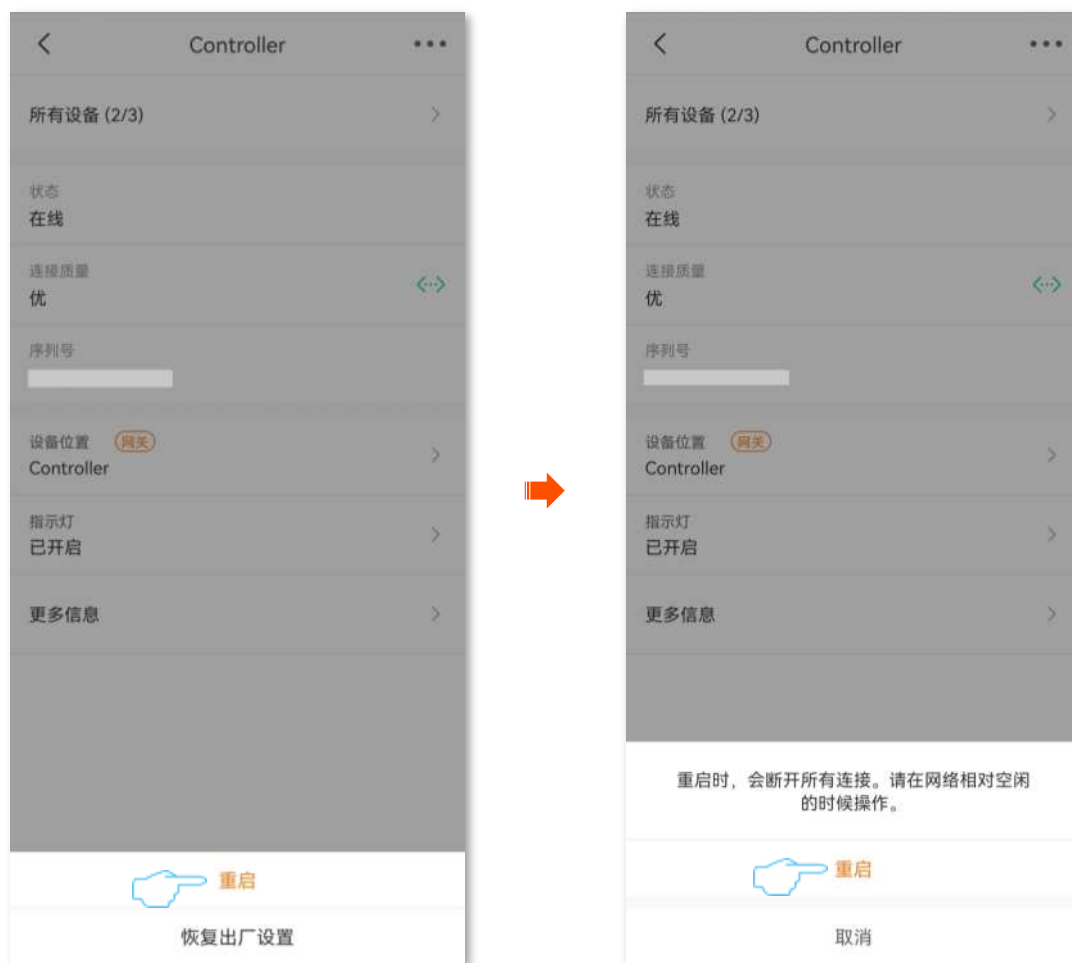 Controller
所有设备 (2/3)
状态
在线
连接质量
优
序列号
设备位置 网关
Controller
指示灯
已开启
更多信息
重启
恢复出厂设置
Controller
所有设备 (2/3)
状态
在线
连接质量
优
序列号
设备位置 网关
Controller
指示灯
已开启
更多信息
重启时，会断开所有连接。请在网络相对空闲
的时候操作。
重启
取消